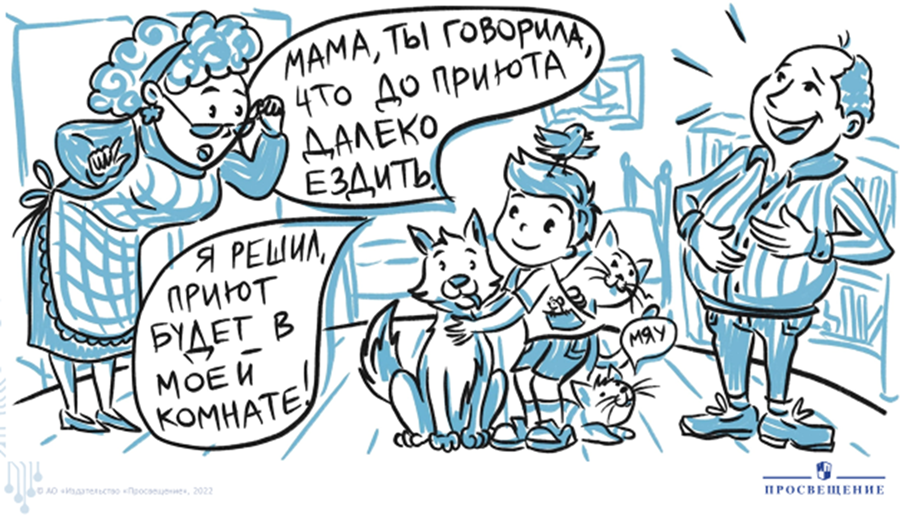 МАМА, ТЫ ГОВОРИЛА,
ЧТО ДО ПРИЮТА
ДАЛЕКО
ЕЗДИТЬ.
Я РЕШИЛ,
ПРИЮТ
БУДЕТ В
МОЕЙ
КОМНАТЕ!
МЯУ
© АО «Издательство «Просвещение», 2022
ПРОСВЕЩЕНИЕ